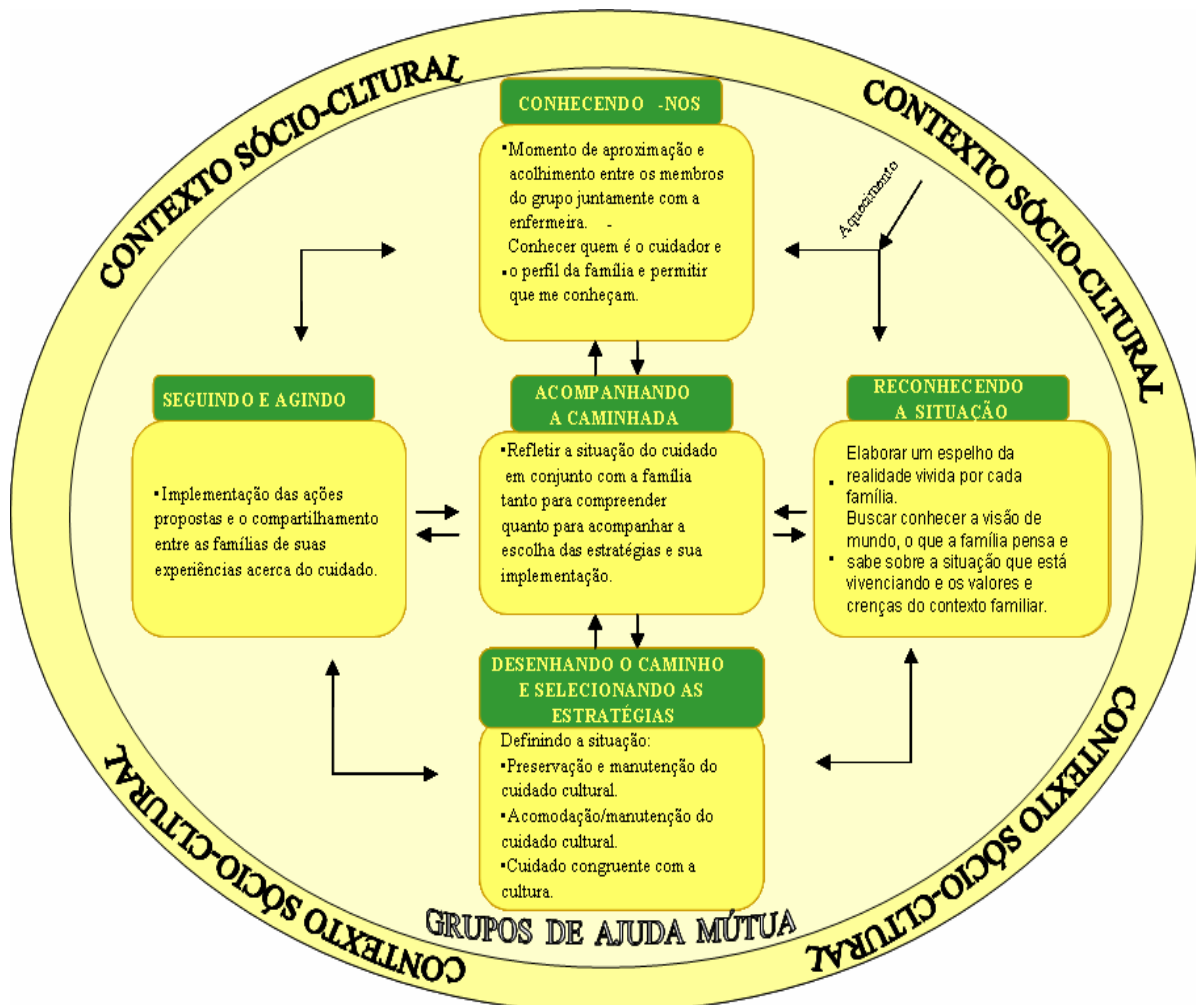 CONTEXTO SÓCIO-CLTURAL
CONTEXTO SÓCIO-CLTURAL
CONHECENDO -NOS
▪Momento de aproximação e
acolhimento entre os membros
do grupo juntamente com a
enfermeira. -
Conhecer quem é o cuidador e
▪o perfil da família e permitir
que me conheçam.
Aquecimento
SEGUINDO E AGINDO
▪Implementação das ações
propostas e o compartilhamento
entre as famílias de suas
experiências acerca do cuidado.
ACOMPANHANDO
A CAMINHADA
▪Refletir a situação do cuidado
em conjunto com a família
tanto para compreender
quanto para acompanhar a
escolha das estratégias e sua
implementação.
RECONHECENDO
A SITUAÇÃO
Elaborar um espelho da
▪ realidade vivida por cada
família.
Buscar conhecer a visão de
mundo, o que a família pensa e
▪ sabe sobre a situação que está
vivenciando e os valores e
crenças do contexto familiar.
DESENHANDO O CAMINHO
E SELECIONANDO AS
ESTRATÉGIAS
Definindo a situação:
▪Preservação e manutenção do
cuidado cultural.
▪Acomodação/manutenção do
cuidado cultural.
▪Cuidado congruente com a
cultura.
GRUPOS DE AJUDA MÚTUA
CONTEXTO SÓCIO-CLTURAL
CONTEXTO SÓCIO-CLTURAL